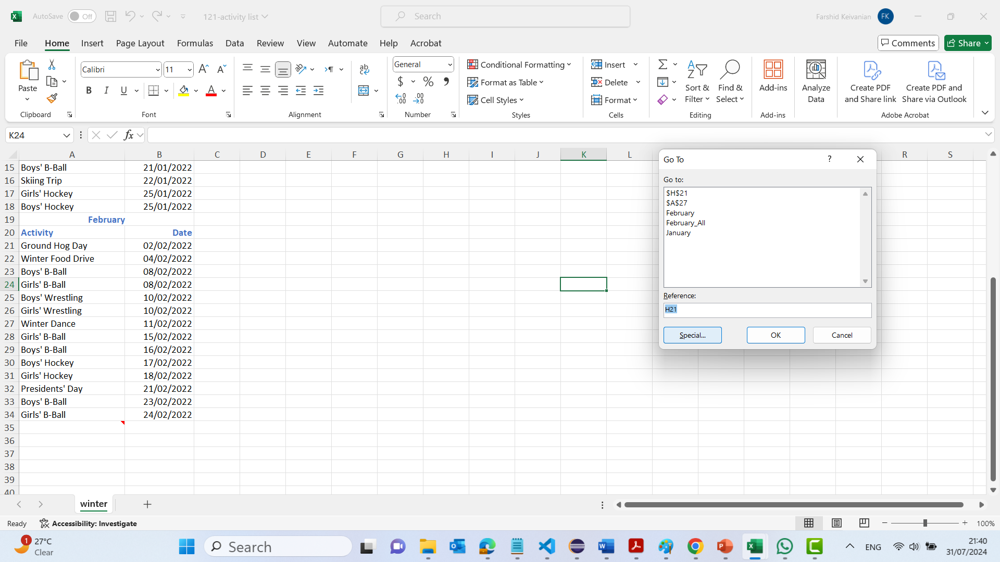 AutoSave Off 121-activity list Search Farshid Keivanian FK
File Home Insert Page Layout Formulas Data Review View Automate Help Acrobat Comments Share
Paste
Clipboard
Calibri 11
B I U A
Font
ab
Alignment
General
$ % 9
Number
Conditional Formatting
Format as Table
Cell Styles
Styles
Insert
Delete
Format
Cells
Sort & Filter
Find & Select
Editing
Add-ins
Add-ins
Analyze Data
Create PDF and Share link
Create PDF and Share via Outlook
Adobe Acrobat
K24 fx
A B C D E F G H I J K L R S
15 Boys' B-Ball 21/01/2022
16 Skiing Trip 22/01/2022
17 Girls' Hockey 25/01/2022
18 Boys' Hockey 25/01/2022
19 February
20 Activity Date
21 Ground Hog Day 02/02/2022
22 Winter Food Drive 04/02/2022
23 Boys' B-Ball 08/02/2022
24 Girls' B-Ball 08/02/2022
25 Boys' Wrestling 10/02/2022
26 Girls' Wrestling 10/02/2022
27 Winter Dance 11/02/2022
28 Girls' B-Ball 15/02/2022
29 Boys' B-Ball 16/02/2022
30 Boys' Hockey 17/02/2022
31 Girls' Hockey 18/02/2022
32 Presidents' Day 21/02/2022
33 Boys' B-Ball 23/02/2022
34 Girls' B-Ball 24/02/2022
35
36
37
38
39
40
Go To ?
Go to:
$H$21
$A$27
February
February_All
January
Reference:
H21
Special... OK Cancel
winter
Ready Accessibility: Investigate 100%
1 27°C
Clear
Search
ENG
21:40
31/07/2024